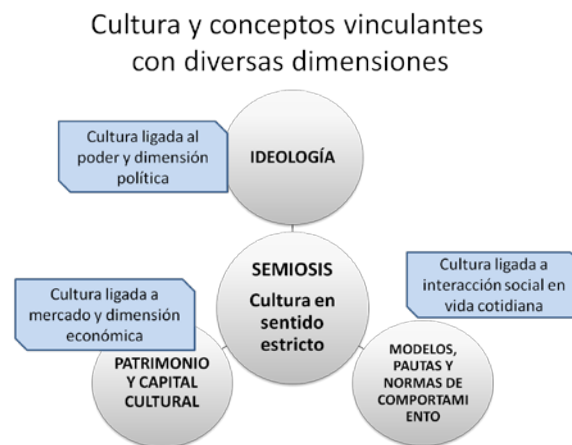 Cultura y conceptos vinculantes
con diversas dimensiones
Cultura ligada al
poder y dimensión
política
IDEOLOGÍA
SEMIOSIS
Cultura en
sentido
estricto
Cultura ligada a
interacción social en
vida cotidiana
Cultura ligada a
mercado y dimensión
económica
PATRIMONIO
Y CAPITAL
CULTURAL
MODELOS,
PAUTAS Y
NORMAS DE
COMPORTAMI
ENTO